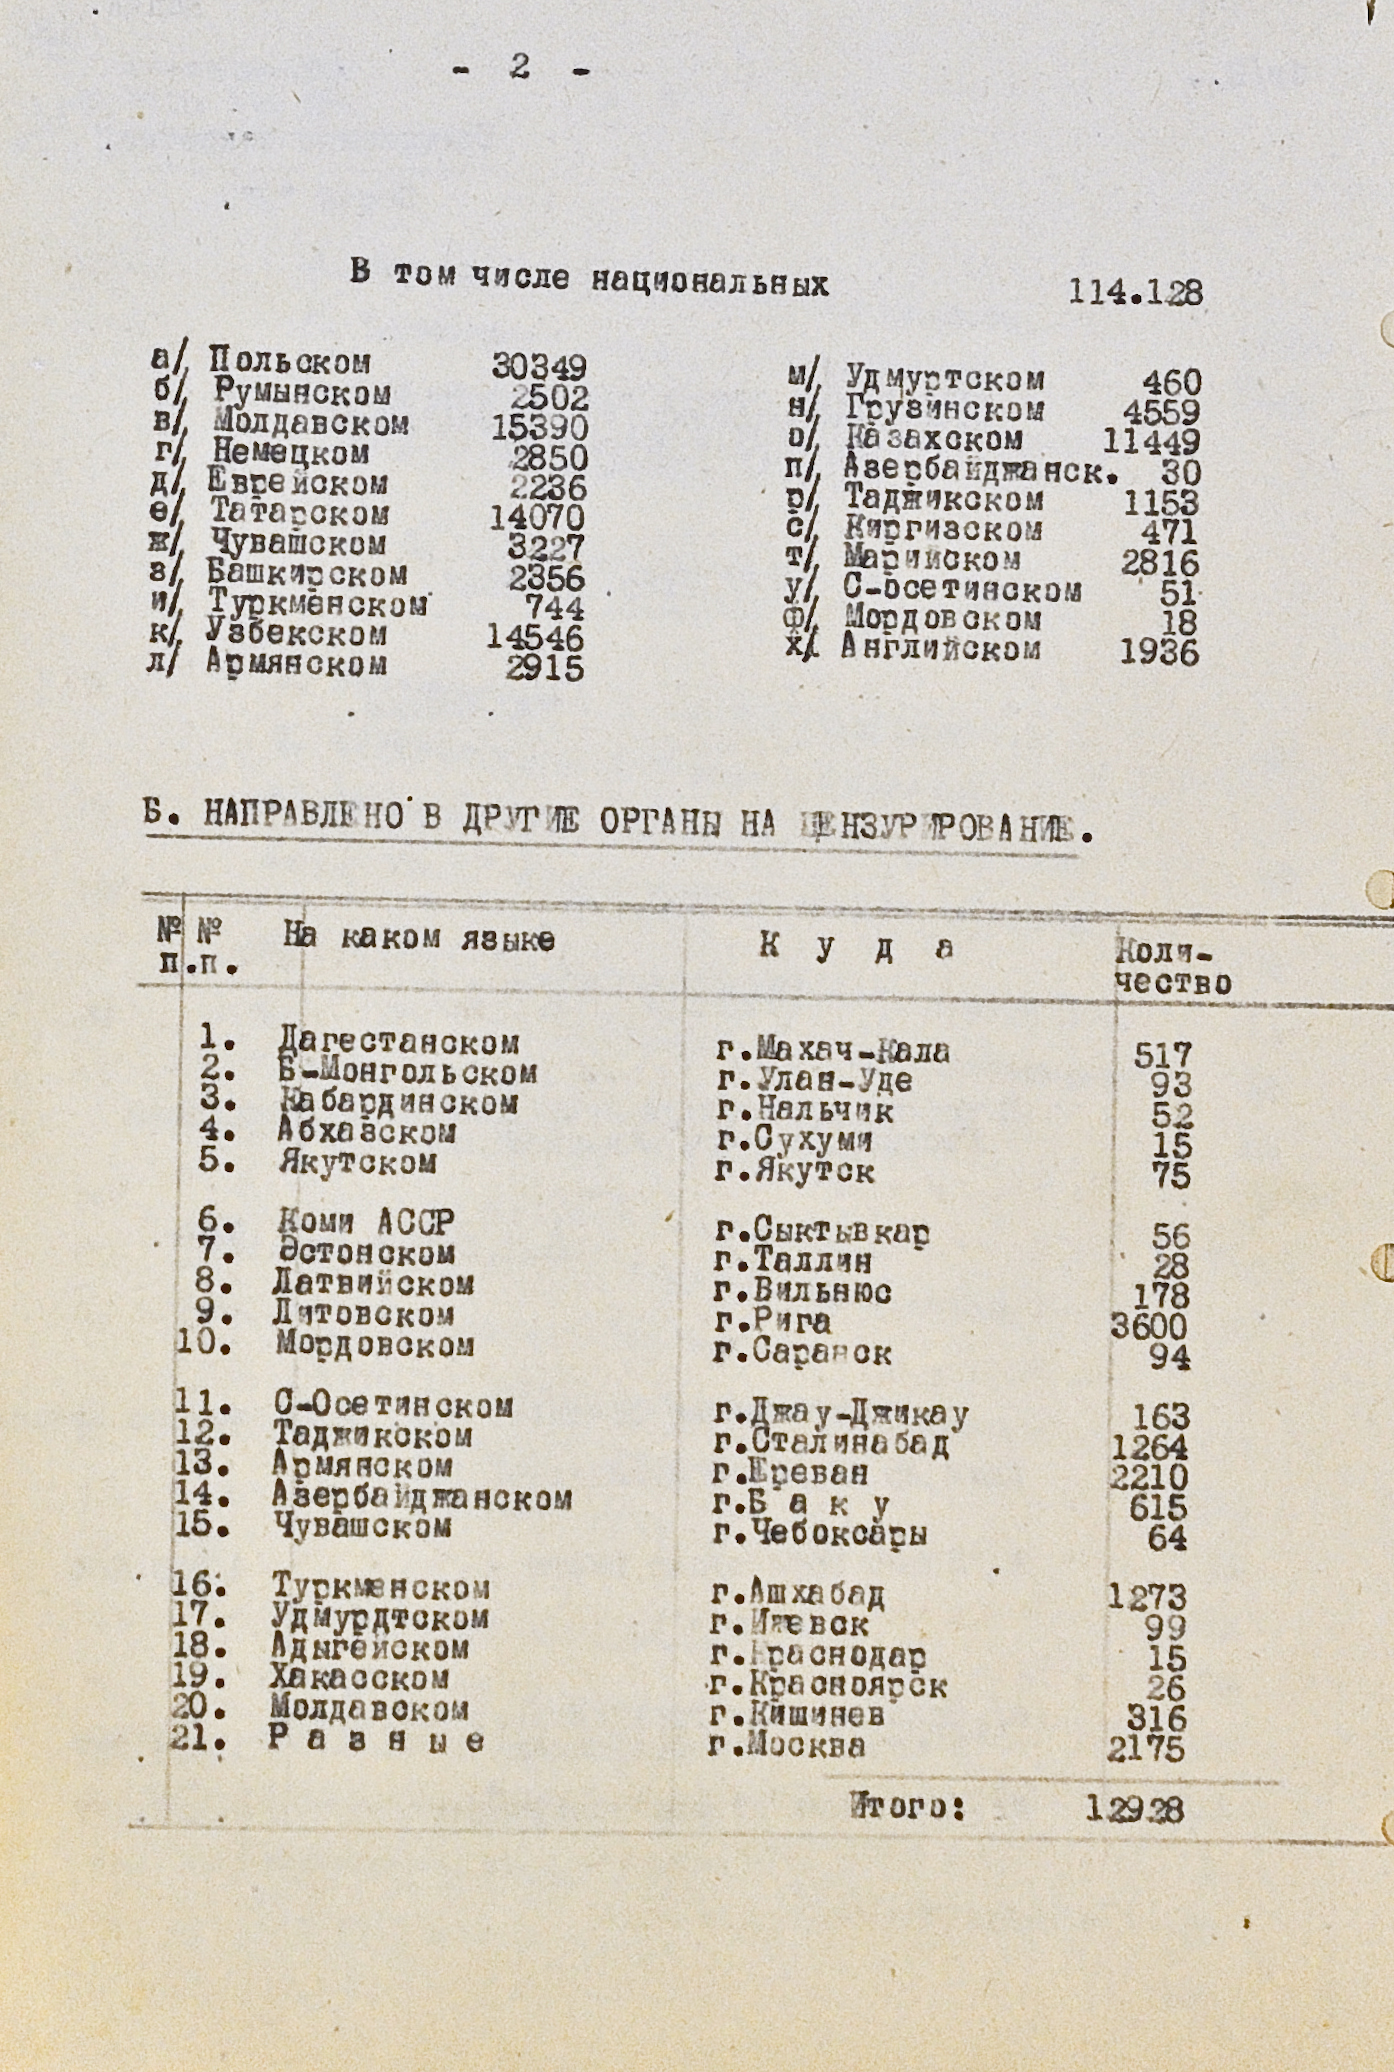 - 2 -
В том числе национальных 114.128
а/ Польском 30349 м/ Удмуртском 460
б/ Румынском 2502 н/ Грузинском 4559
в/ Молдавском 15390 о/ Казахском 11449
г/ Немецком 2850 п/ Азербайджанск. 30
д/ Еврейском 2236 р/ Таджикском 1153
е/ Татарском 14070 с/ Киргизском 471
ж/ Чувашском 3227 т/ Марийском 2816
з/ Башкирском 2356 у/ С-осетинском 51
и/ Туркменском 744 ф/ Мордовском 18
к/ Узбекском 14546 х/ Английском 1936
л/ Армянском 2915
Б. НАПРАВЛЕНО В ДРУГИЕ ОРГАНЫ НА ЦЕНЗУРИРОВАНИЕ.
№ № На каком языке К у д а Коли-
п.п. чество
1. Дагестанском г.Махач-Кала 517
2. Б-Монгольском г.Улан-Уде 93
3. Кабардинском г.Нальчик 52
4. Абхазском г.Сухуми 15
5. Якутском г.Якутск 75
6. Коми АССР г.Сыктывкар 56
7. Эстонском г.Таллин 28
8. Латвийском г.Вильнюс 178
9. Литовском г.Рига 3600
10. Мордовском г.Саранск 94
11. С-Осетинском г.Джау-Джикау 163
12. Таджикском г.Сталинабад 1264
13. Армянском г.Ереван 2210
14. Азербайджанском г.Б а к у 615
15. Чувашском г.Чебоксары 64
16. Туркменском г.Ашхабад 1273
17. Удмурдтском г.Ижевск 99
18. Адыгейском г.Краснодар 15
19. Хакасском г.Красноярск 26
20. Молдавском г.Кишинев 316
21. Р а з н ы е г.Москва 2175
Итого: 12928